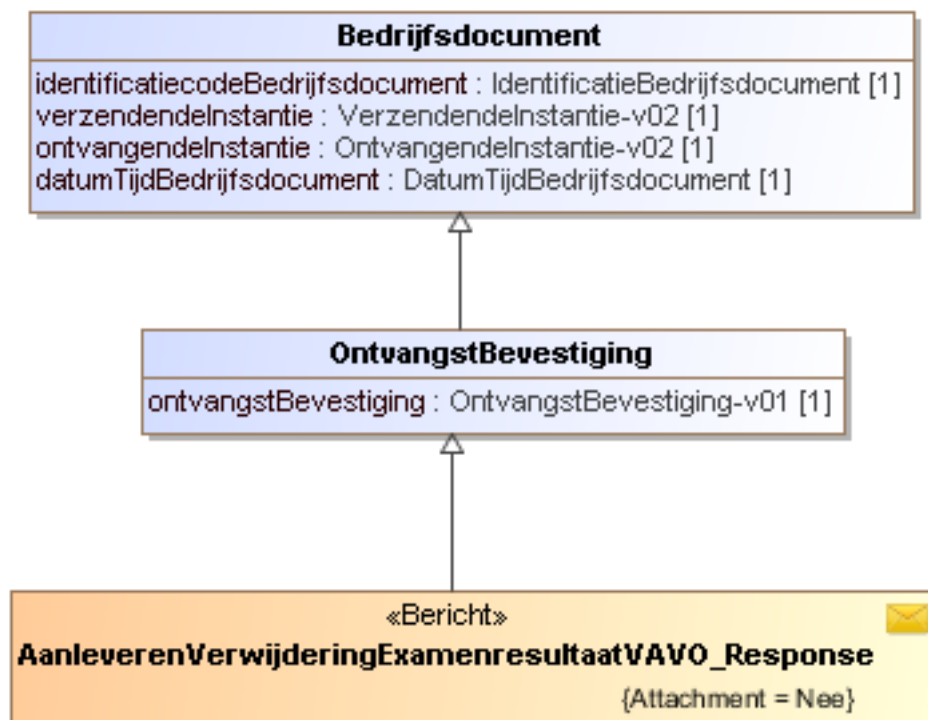 Bedrijfsdocument
identificatiecodeBedrijfsdocument : IdentificatieBedrijfsdocument [1]
verzendendeInstantie : VerzendendeInstantie-v02 [1]
ontvangendeInstantie : OntvangendeInstantie-v02 [1]
datumTijdBedrijfsdocument : DatumTijdBedrijfsdocument [1]
OntvangstBevestiging
ontvangstBevestiging : OntvangstBevestiging-v01 [1]
«Bericht»
AanleverenVerwijderingExamenresultaatVAVO_Response
{Attachment = Nee}